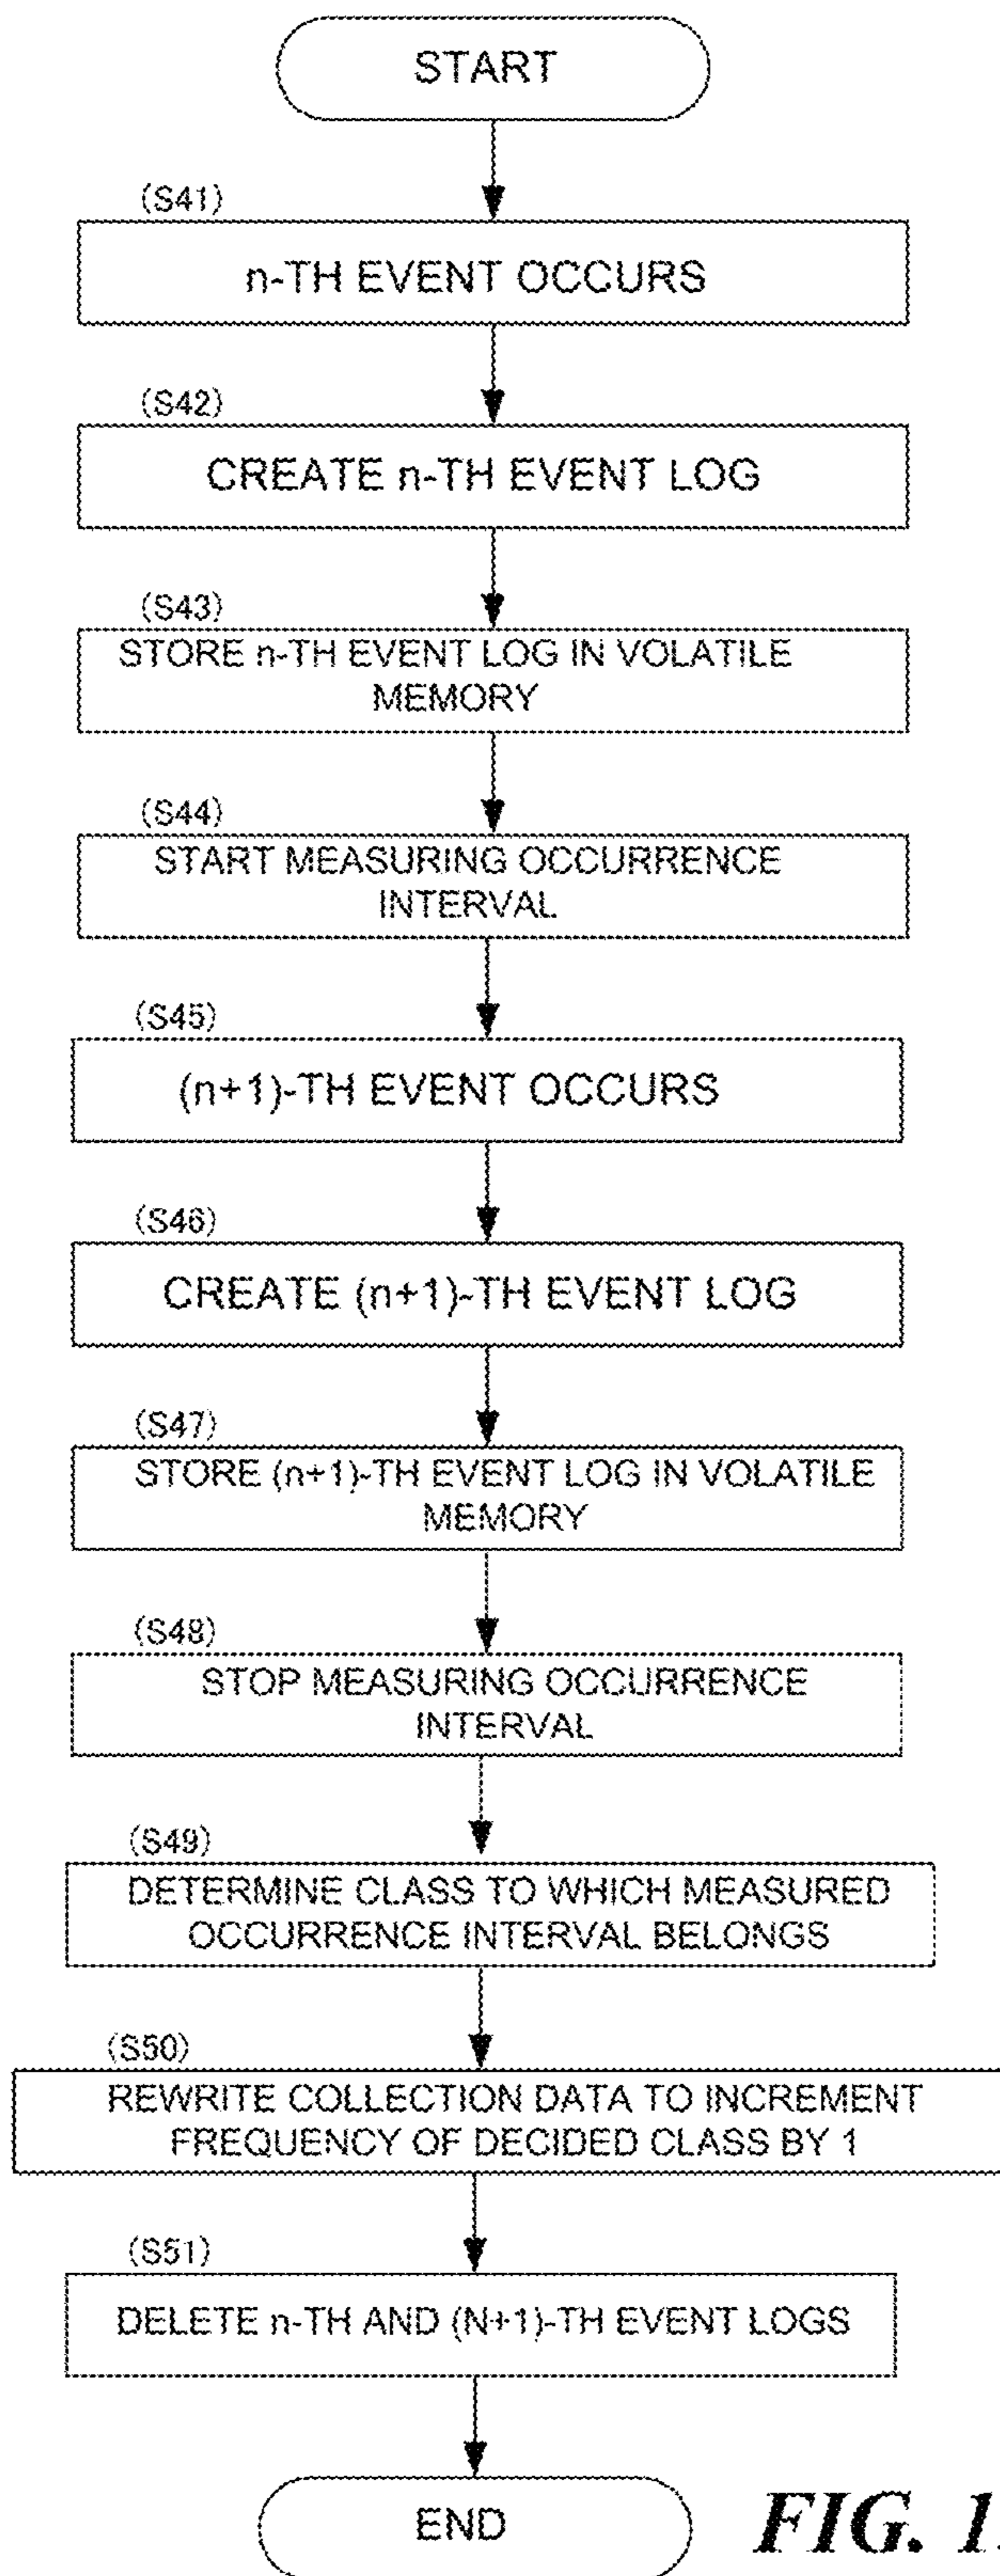 START
(S41)
n-TH EVENT OCCURS
(S42)
CREATE n-TH EVENT LOG
(S43)
STORE n-TH EVENT LOG IN VOLATILE
MEMORY
(S44)
START MEASURING OCCURRENCE
INTERVAL
(S45)
(n+1)-TH EVENT OCCURS
(S46)
CREATE (n+1)-TH EVENT LOG
(S47)
STORE (n+1)-TH EVENT LOG IN VOLATILE
MEMORY
(S48)
STOP MEASURING OCCURRENCE
INTERVAL
(S49)
DETERMINE CLASS TO WHICH MEASURED
OCCURRENCE INTERVAL BELONGS
(S50)
REWRITE COLLECTION DATA TO INCREMENT
FREQUENCY OF DECIDED CLASS BY 1
(S51)
DELETE n-TH AND (N+1)-TH EVENT LOGS
END
FIG.